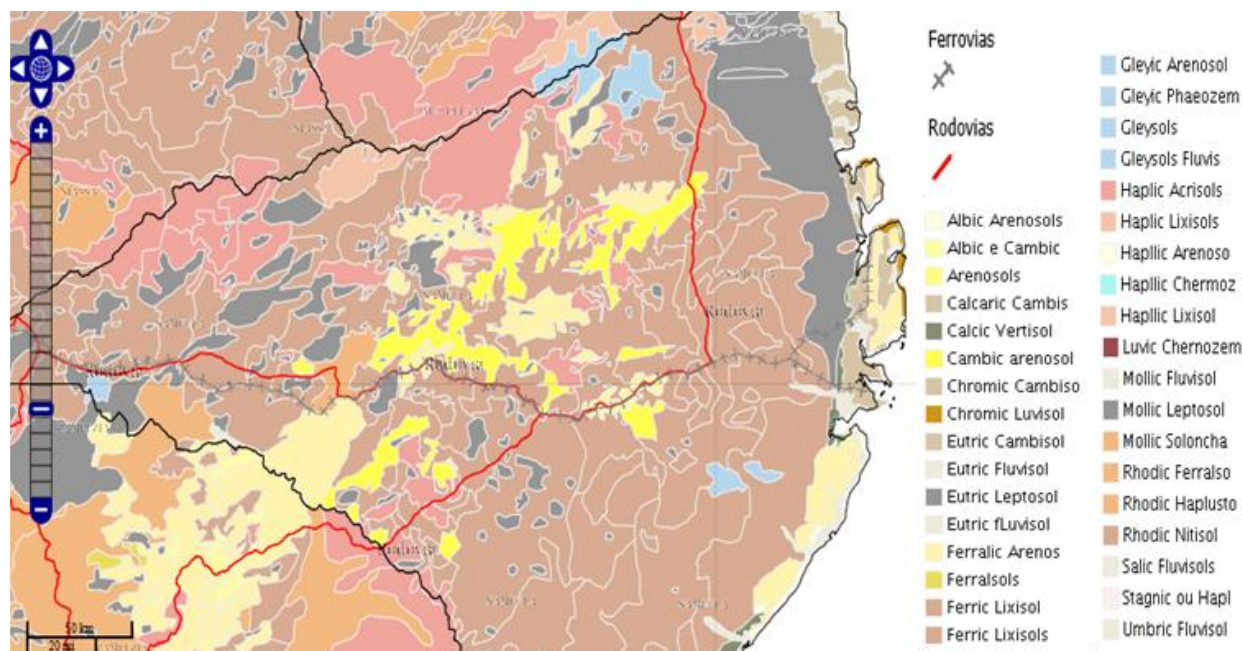 Ferrovias
Rodovias
Albic Arenosols
Albic e Cambic
Arenosols
Calcaric Cambis
Calcic Vertisol
Cambic arenosol
Chromic Cambiso
Chromic Luvisol
Eutric Cambisol
Eutric Fluvisol
Eutric Leptosol
Eutric fLuvisol
Ferralic Arenos
Ferralsols
Ferric Lixisol
Ferric Lixisols
Gleyic Arenosol
Gleyic Phaeozem
Gleysols
Gleysols Fluvis
Haplic Acrisols
Haplic Lixisols
Hapllic Arenoso
Hapllic Chermoz
Hapllic Lixisol
Luvic Chernozem
Mollic Fluvisol
Mollic Leptosol
Mollic Soloncha
Rhodic Ferralso
Rhodic Haplusto
Rhodic Nitisol
Salic Fluvisols
Stagnic ou Hapl
Umbric Fluvisol
50 km